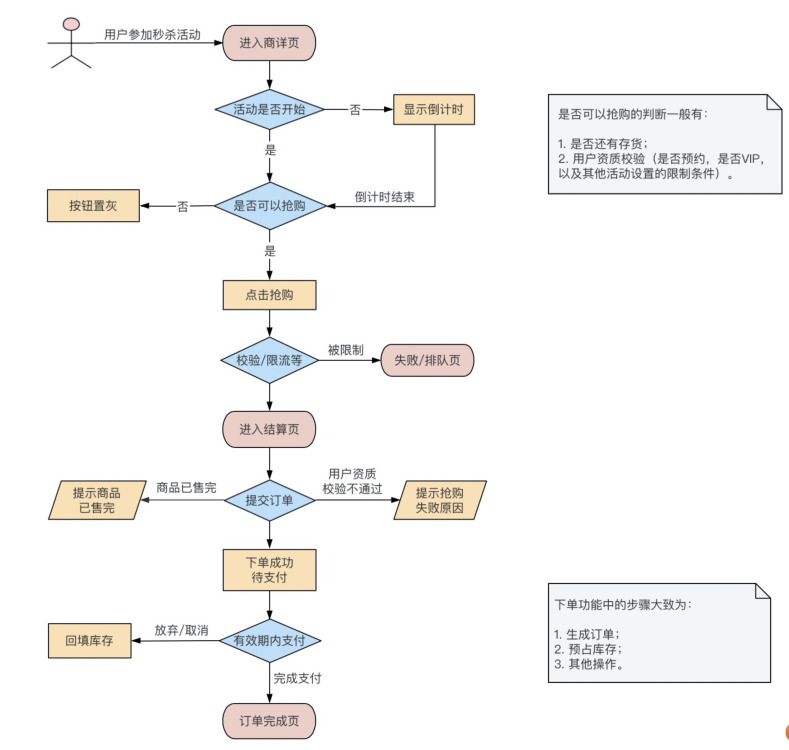 用户参加秒杀活动
进入商详页
活动是否开始
否
显示倒计时
是否可以抢购的判断一般有：
1. 是否还有存货；
2. 用户资质校验（是否预约，是否VIP，
以及其他活动设置的限制条件）。
是
倒计时结束
按钮置灰
否
是否可以抢购
是
点击抢购
校验/限流等
被限制
失败/排队页
进入结算页
提示商品
已售完
商品已售完
提交订单
用户资质
校验不通过
提示抢购
失败原因
下单成功
待支付
下单功能中的步骤大致为：
1. 生成订单；
2. 预占库存；
3. 其他操作。
回填库存
放弃/取消
有效期内支付
完成支付
订单完成页